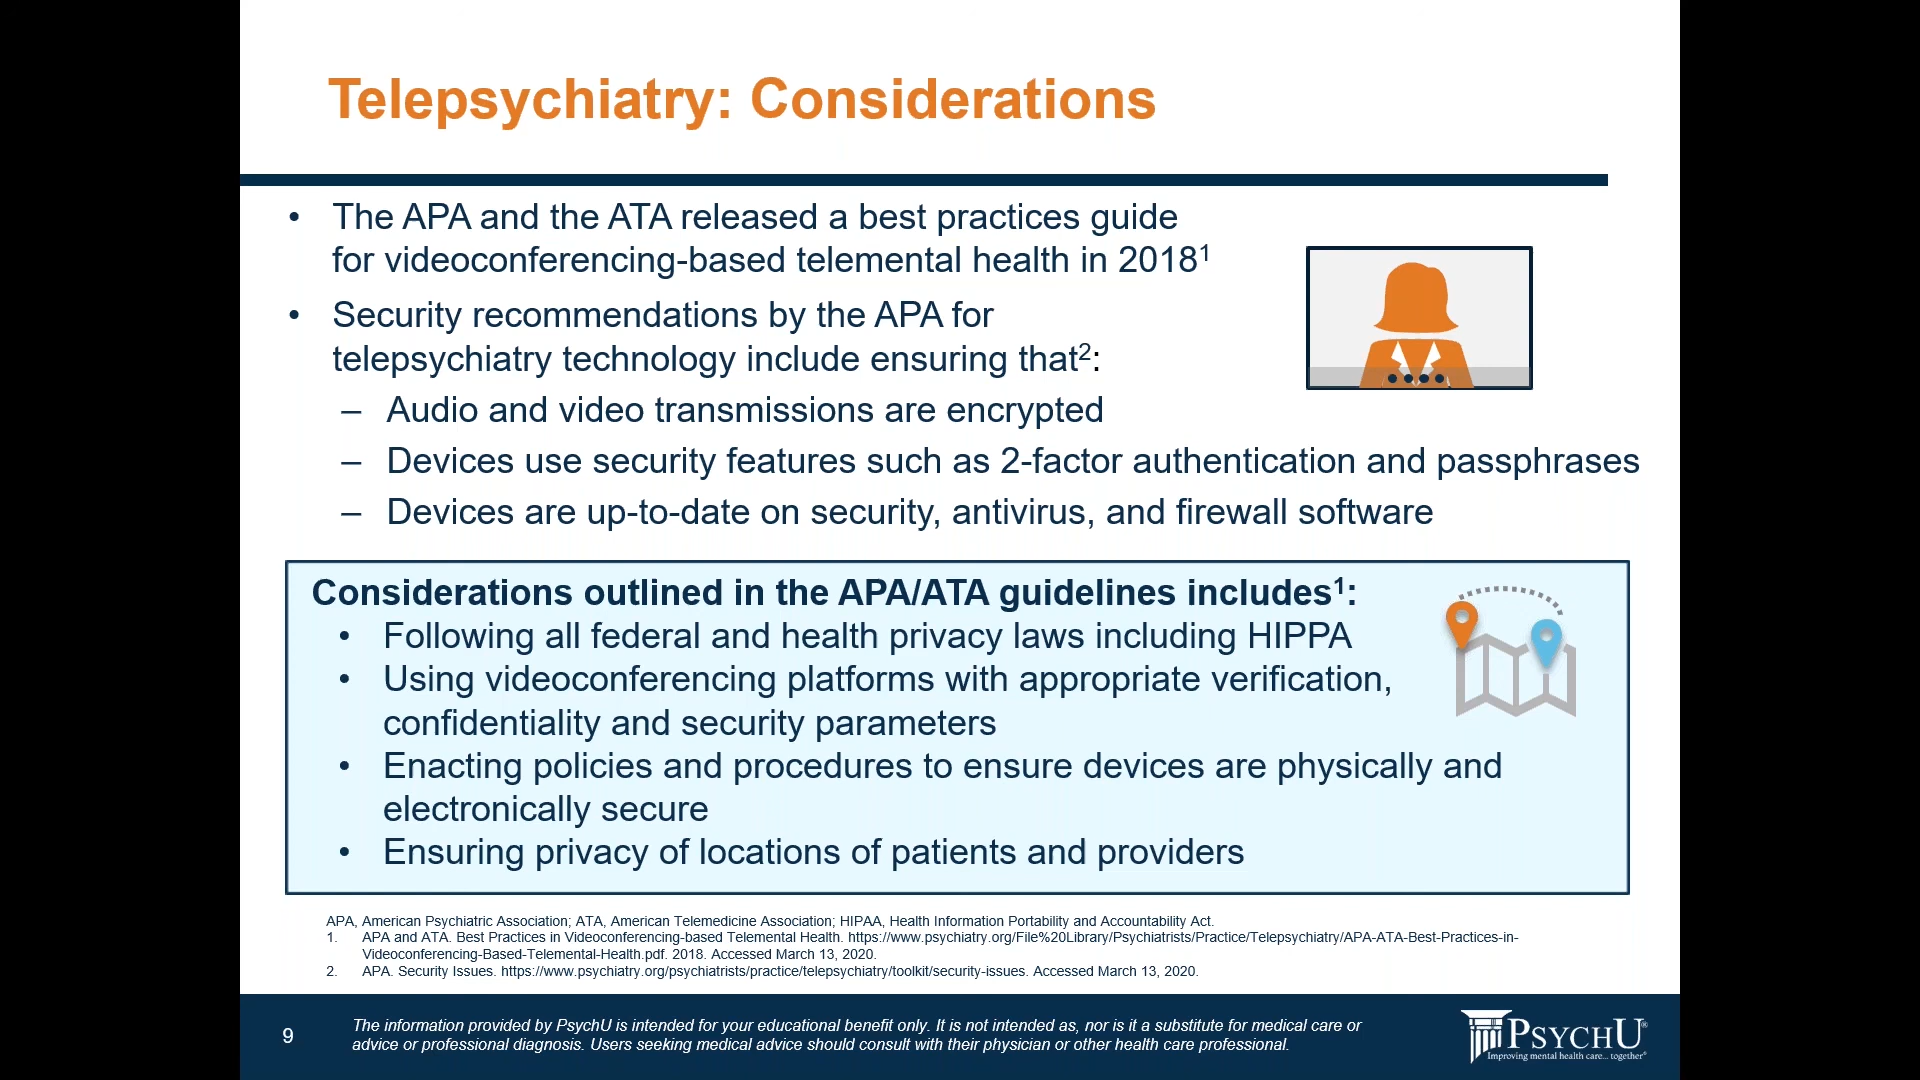 Telepsychiatry: Considerations
• The APA and the ATA released a best practices guide
for videoconferencing-based telemental health in 2018¹
• Security recommendations by the APA for
telepsychiatry technology include ensuring that²:
– Audio and video transmissions are encrypted
– Devices use security features such as 2-factor authentication and passphrases
– Devices are up-to-date on security, antivirus, and firewall software
Considerations outlined in the APA/ATA guidelines includes¹:
• Following all federal and health privacy laws including HIPPA
• Using videoconferencing platforms with appropriate verification,
confidentiality and security parameters
• Enacting policies and procedures to ensure devices are physically and
electronically secure
• Ensuring privacy of locations of patients and providers
APA, American Psychiatric Association; ATA, American Telemedicine Association; HIPAA, Health Information Portability and Accountability Act.
1. APA and ATA. Best Practices in Videoconferencing-based Telemental Health. https://www.psychiatry.org/File%20Library/Psychiatrists/Practice/Telepsychiatry/APA-ATA-Best-Practices-in-
Videoconferencing-Based-Telemental-Health.pdf. 2018. Accessed March 13, 2020.
2. APA. Security Issues. https://www.psychiatry.org/psychiatrists/practice/telepsychiatry/toolkit/security-issues. Accessed March 13, 2020.
9
The information provided by PsychU is intended for your educational benefit only. It is not intended as, nor is it a substitute for medical care or
advice or professional diagnosis. Users seeking medical advice should consult with their physician or other health care professional.
PSYCHU®
Improving mental health care... together®